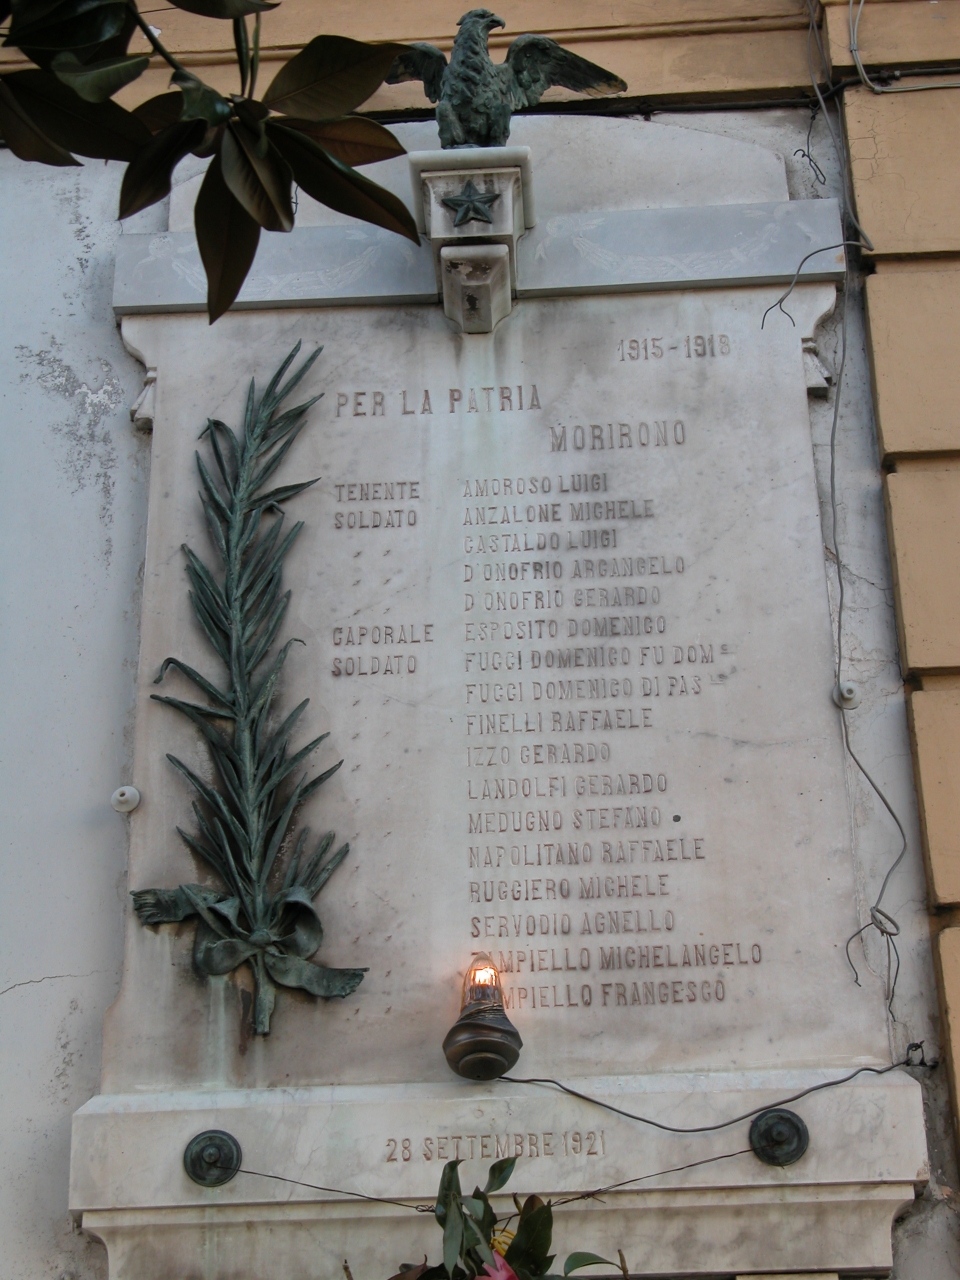 1915-1918
PER LA PATRIA
MORIRONO
TENENTE AMOROSO LUIGI
SOLDATO ANZALONE MICHELE
» CASTALDO LUIGI
» D'ONOFRIO ARCANGELO
» D'ONOFRIO GERARDO
CAPORALE ESPOSITO DOMENICO
SOLDATO FUCCI DOMENICO FU DOM.CO
» FUCCI DOMENICO DI PAS.LE
» FINELLI RAFFAELE
» IZZO GERARDO
» LANDOLFI GERARDO
» MEDUGNO STEFANO
» NAPOLITANO RAFFAELE
» RUGGIERO MICHELE
» SERVODIO AGNELLO
» ZAMPIELLO MICHELANGELO
» ZAMPIELLO FRANCESCO
28 SETTEMBRE 1921